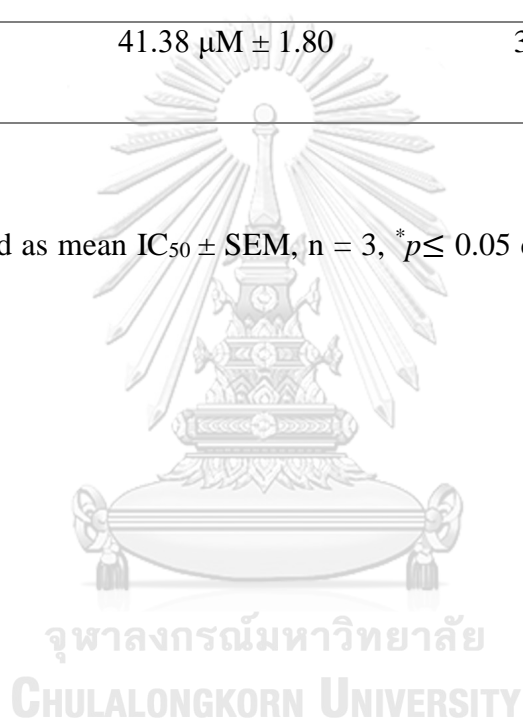 41.38 μM ± 1.80 3
d as mean IC₅₀ ± SEM, n = 3, *p≤ 0.05
จุฬาลงกรณ์มหาวิทยาลัย
CHULALONGKORN UNIVERSITY